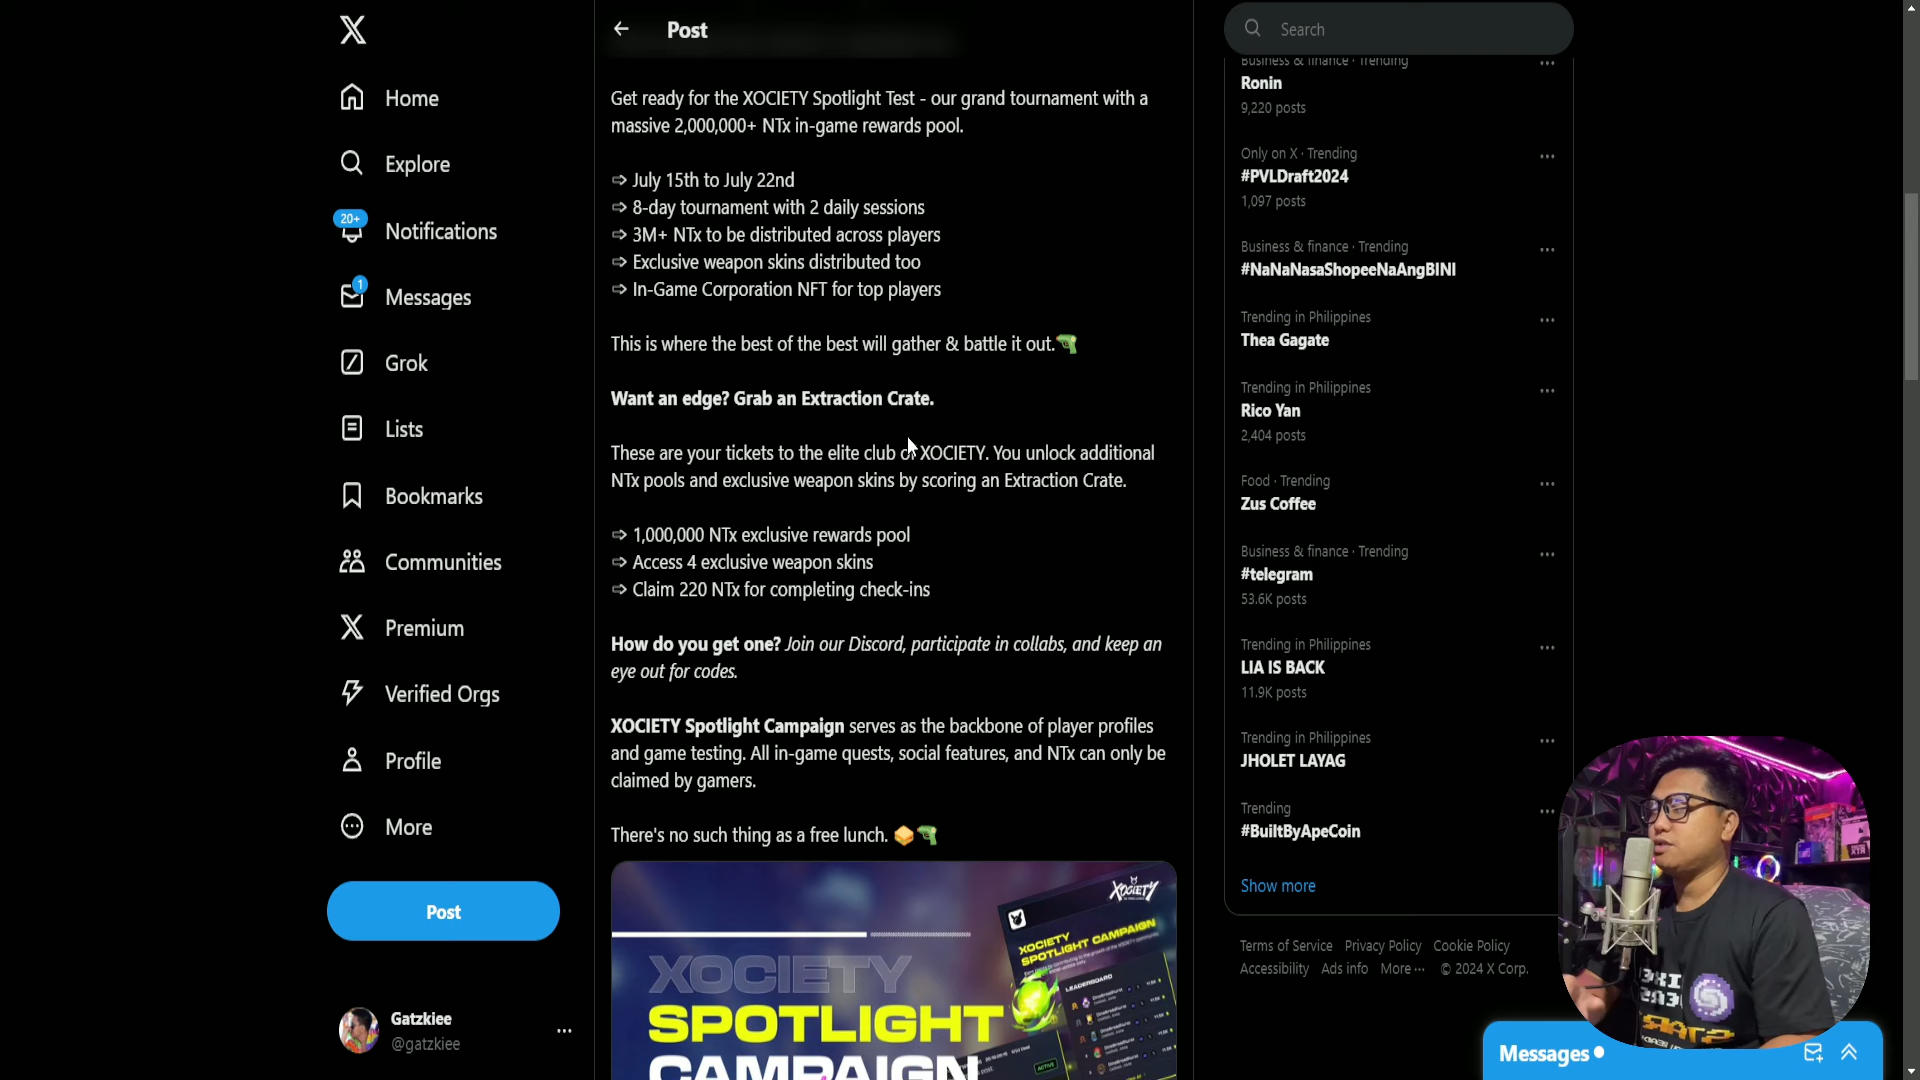 Home
Explore
20+
Notifications
1
Messages
Grok
Lists
Bookmarks
Communities
Premium
Verified Orgs
Profile
More
Post
Gatzkiee
@gatzkiee
Post
Get ready for the XOCIETY Spotlight Test - our grand tournament with a
massive 2,000,000+ NTx in-game rewards pool.
⇨ July 15th to July 22nd
⇨ 8-day tournament with 2 daily sessions
⇨ 3M+ NTx to be distributed across players
⇨ Exclusive weapon skins distributed too
⇨ In-Game Corporation NFT for top players
This is where the best of the best will gather & battle it out.
Want an edge? Grab an Extraction Crate.
These are your tickets to the elite club of XOCIETY. You unlock additional
NTx pools and exclusive weapon skins by scoring an Extraction Crate.
⇨ 1,000,000 NTx exclusive rewards pool
⇨ Access 4 exclusive weapon skins
⇨ Claim 220 NTx for completing check-ins
How do you get one? Join our Discord, participate in collabs, and keep an
eye out for codes.
XOCIETY Spotlight Campaign serves as the backbone of player profiles
and game testing. All in-game quests, social features, and NTx can only be
claimed by gamers.
There's no such thing as a free lunch.
XOCIETY
SPOTLIGHT
CAMPAIGN
XOCIETY
XOCIETY
SPOTLIGHT CAMPAIGN
LEADERBOARD
ACTIVE
Search
Business & finance · Trending
Ronin
9,220 posts
Only on X · Trending
#PVLDraft2024
1,097 posts
Business & finance · Trending
#NaNaNasaShopeeNaAngBINI
Trending in Philippines
Thea Gagate
Trending in Philippines
Rico Yan
2,404 posts
Food · Trending
Zus Coffee
Business & finance · Trending
#telegram
53.6K posts
Trending in Philippines
LIA IS BACK
11.9K posts
Trending in Philippines
JHOLET LAYAG
Trending
#BuiltByApeCoin
Show more
Terms of Service Privacy Policy Cookie Policy
Accessibility Ads info More ··· © 2024 X Corp.
Messages